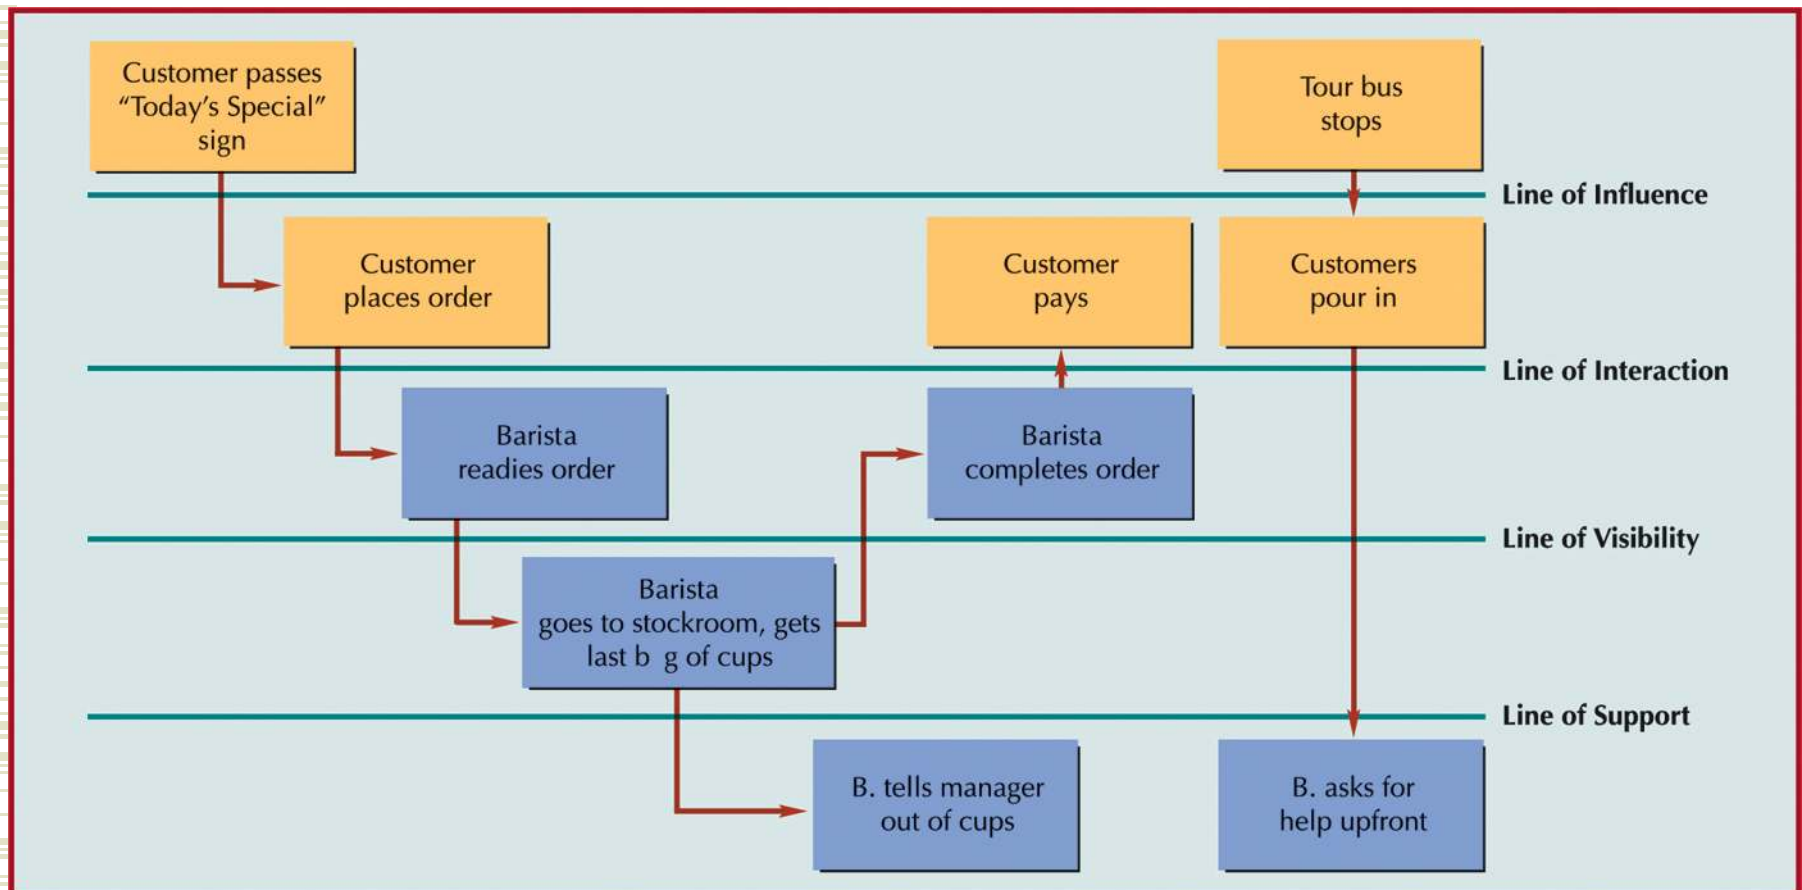 Customer passes
“Today’s Special”
sign
Tour bus
stops
Line of Influence
Customer
places order
Customer
pays
Customers
pour in
Line of Interaction
Barista
readies order
Barista
completes order
Line of Visibility
Barista
goes to stockroom, gets
last b g of cups
Line of Support
B. tells manager
out of cups
B. asks for
help upfront